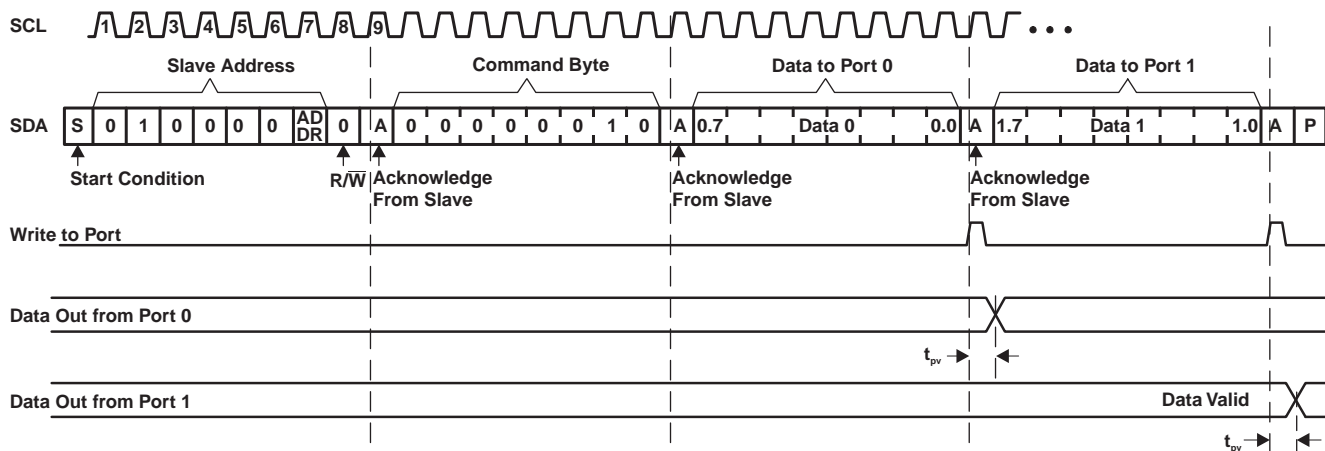 SCL 1 2 3 4 5 6 7 8 9
Slave Address Command Byte Data to Port 0 Data to Port 1
SDA S 0 1 0 0 0 0 AD DR 0 A 0 0 0 0 0 0 1 0 A 0.7 Data 0 0.0 A 1.7 Data 1 1.0 A P
Start Condition R/W̅ Acknowledge From Slave Acknowledge From Slave Acknowledge From Slave
Write to Port
Data Out from Port 0
tpv
Data Out from Port 1 Data Valid
tpv